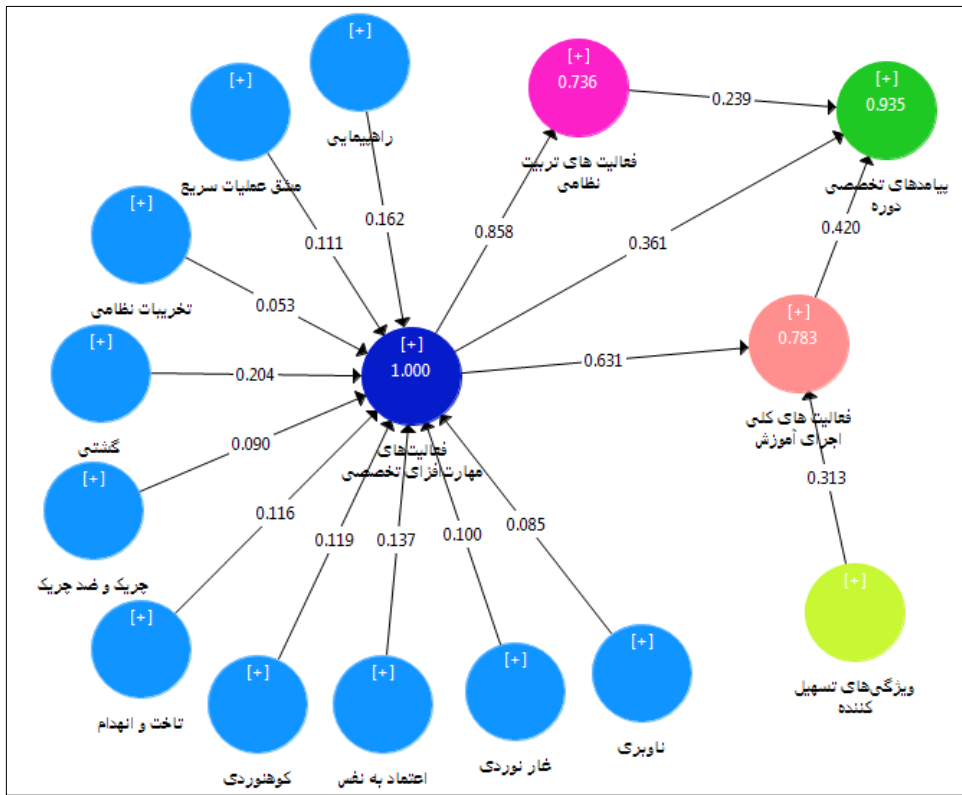 [+]
راهپیمایی
[+]
مشق عملیات سریع
[+]
0.736
فعالیت های تربیت
نظامی
[+]
0.935
پیامدهای تخصصی
دوره
0.239
0.162
0.111
0.858
0.361
0.420
[+]
تخریبات نظامی
0.053
[+]
گشتی
0.204
[+]
1.000
فعالیت‌های
مهارت‌افزای تخصصی
0.631
[+]
0.783
فعالیت های کلی
اجرای آموزش
0.090
[+]
چریک و ضد چریک
0.116
0.119
0.137
0.100
0.085
0.313
[+]
تاخت و انهدام
[+]
کوهنوردی
[+]
اعتماد به نفس
[+]
غار نوردی
[+]
ناوبری
[+]
ویژگی‌های تسهیل
کننده